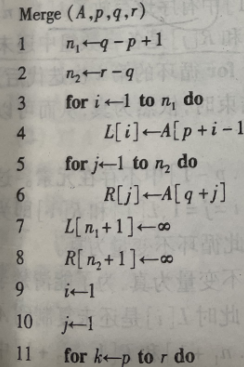 Merge (A,p,q,r)
1 n₁←q-p+1
2 n₂←r-q
3 for i←1 to n₁ do
4 L[i]←A[p+i-1
5 for j←1 to n₂ do
6 R[j]←A[q+j]
7 L[n₁+1]←∞
8 R[n₂+1]←∞
9 i←1
10 j←1
11 for k←p to r do